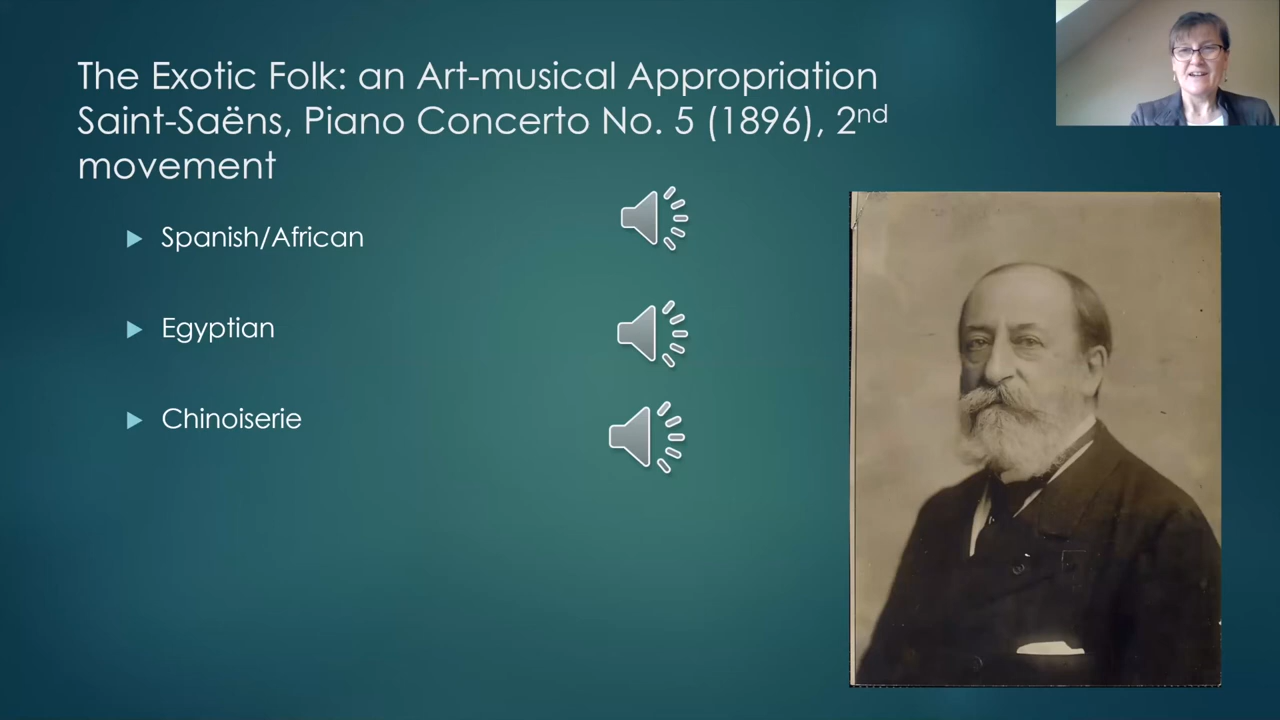 The Exotic Folk: an Art-musical Appropriation
Saint-Saëns, Piano Concerto No. 5 (1896), 2nd
movement
Spanish/African
Egyptian
Chinoiserie